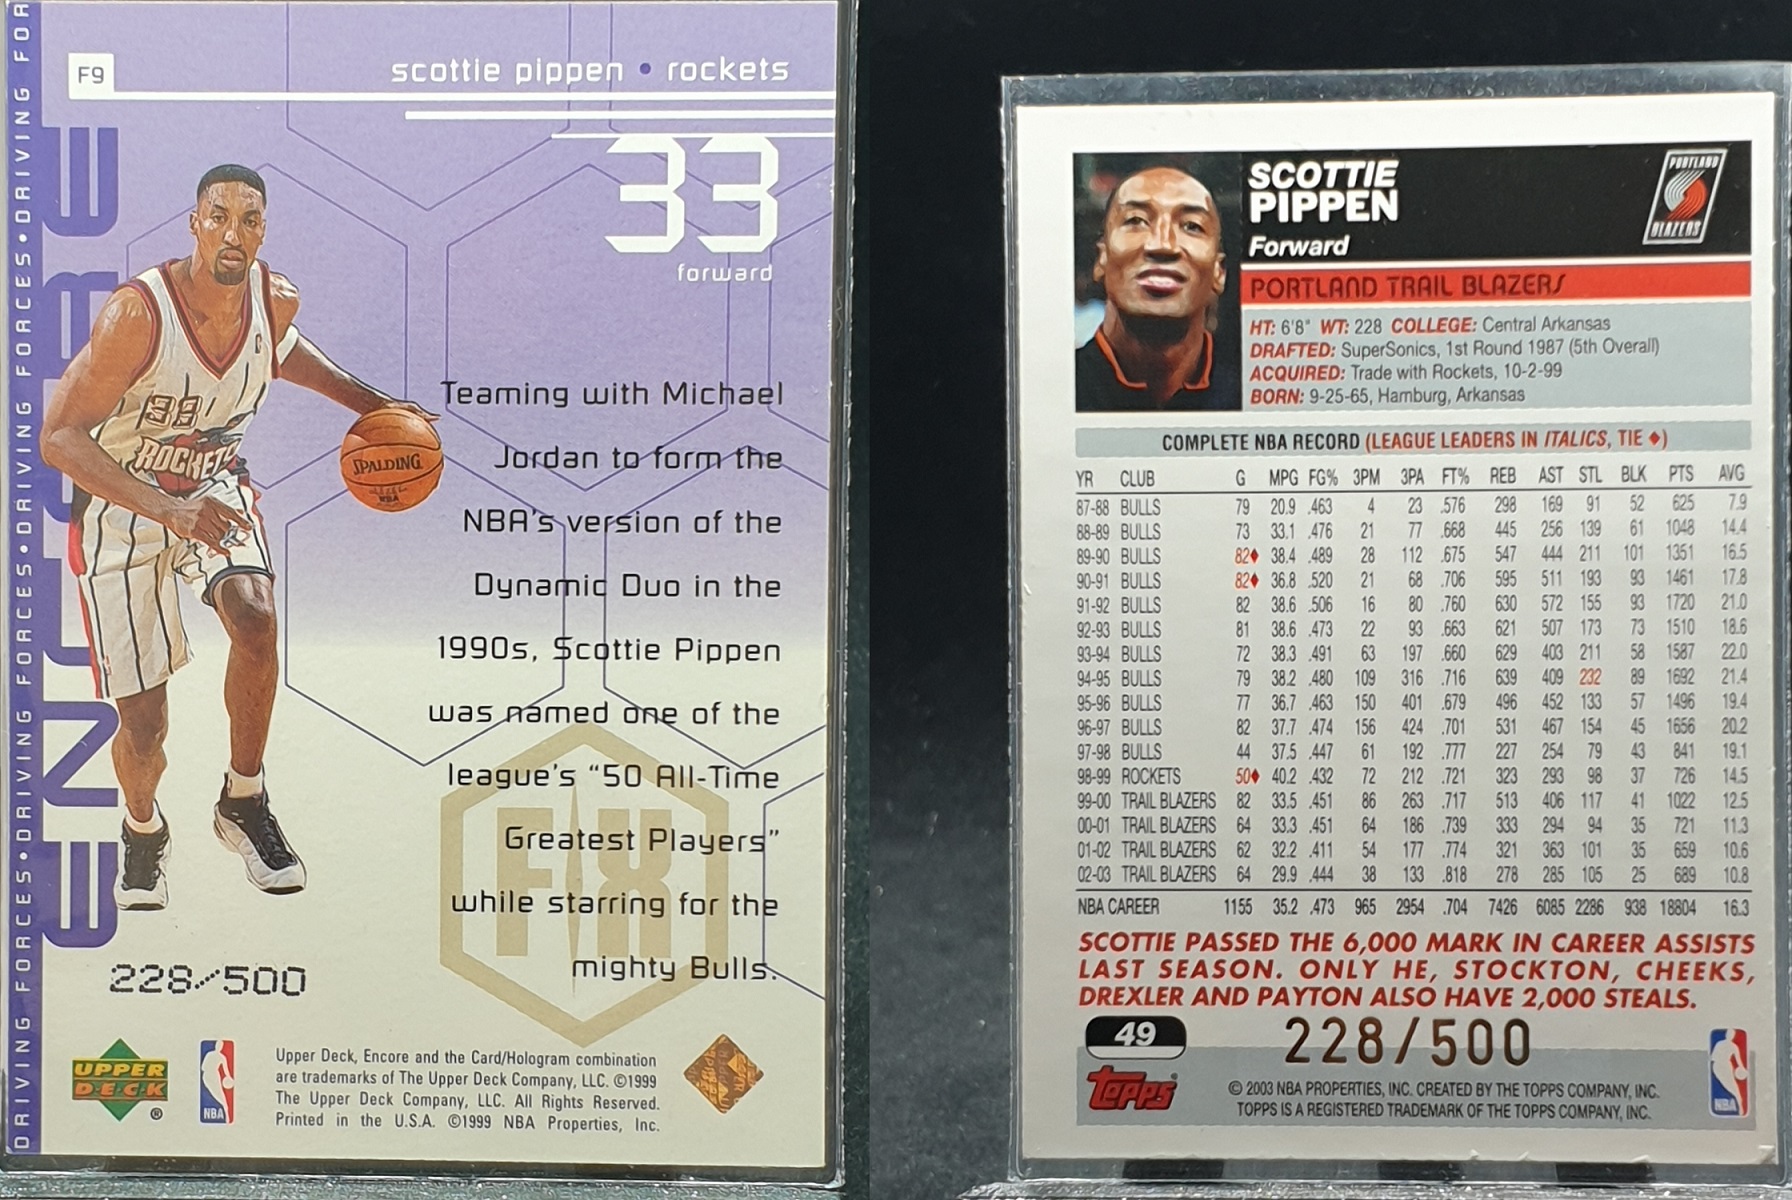 F9
scottie pippen • rockets
33
forward
DRIVING FORCES•DRIVING FORCES•DRIVING FORCES•DRIVING FORCES•DRIVING FOR
ENCORE
33
ROCKETS
SPALDING
NBA
Teaming with Michael
Jordan to form the
NBA's version of the
Dynamic Duo in the
1990s, Scottie Pippen
was named one of the
league's "50 All-Time
Greatest Players"
while starring for the
mighty Bulls.
FX
228/500
UPPER
DECK
®
NBA
Upper Deck, Encore and the Card/Hologram combination
are trademarks of The Upper Deck Company, LLC. ©1999
The Upper Deck Company, LLC. All Rights Reserved.
Printed in the U.S.A. ©1999 NBA Properties, Inc.
SCOTTIE
PIPPEN
Forward
PORTLAND
BLAZERS
PORTLAND TRAIL BLAZERS
HT: 6'8" WT: 228 COLLEGE: Central Arkansas
DRAFTED: SuperSonics, 1st Round 1987 (5th Overall)
ACQUIRED: Trade with Rockets, 10-2-99
BORN: 9-25-65, Hamburg, Arkansas
COMPLETE NBA RECORD (LEAGUE LEADERS IN ITALICS, TIE ♦)
YR CLUB G MPG FG% 3PM 3PA FT% REB AST STL BLK PTS AVG
87-88 BULLS 79 20.9 .463 4 23 .576 298 169 91 52 625 7.9
88-89 BULLS 73 33.1 .476 21 77 .668 445 256 139 61 1048 14.4
89-90 BULLS 82♦ 38.4 .489 28 112 .675 547 444 211 101 1351 16.5
90-91 BULLS 82♦ 36.8 .520 21 68 .706 595 511 193 93 1461 17.8
91-92 BULLS 82 38.6 .506 16 80 .760 630 572 155 93 1720 21.0
92-93 BULLS 81 38.6 .473 22 93 .663 621 507 173 73 1510 18.6
93-94 BULLS 72 38.3 .491 63 197 .660 629 403 211 58 1587 22.0
94-95 BULLS 79 38.2 .480 109 316 .716 639 409 232 89 1692 21.4
95-96 BULLS 77 36.7 .463 150 401 .679 496 452 133 57 1496 19.4
96-97 BULLS 82 37.7 .474 156 424 .701 531 467 154 45 1656 20.2
97-98 BULLS 44 37.5 .447 61 192 .777 227 254 79 43 841 19.1
98-99 ROCKETS 50♦ 40.2 .432 72 212 .721 323 293 98 37 726 14.5
99-00 TRAIL BLAZERS 82 33.5 .451 86 263 .717 513 406 117 41 1022 12.5
00-01 TRAIL BLAZERS 64 33.3 .451 64 186 .739 333 294 94 35 721 11.3
01-02 TRAIL BLAZERS 62 32.2 .411 54 177 .774 321 363 101 35 659 10.6
02-03 TRAIL BLAZERS 64 29.9 .444 38 133 .818 278 285 105 25 689 10.8
NBA CAREER 1155 35.2 .473 965 2954 .704 7426 6085 2286 938 18804 16.3
SCOTTIE PASSED THE 6,000 MARK IN CAREER ASSISTS
LAST SEASON. ONLY HE, STOCKTON, CHEEKS,
DREXLER AND PAYTON ALSO HAVE 2,000 STEALS.
49
228/500
Topps
© 2003 NBA PROPERTIES, INC. CREATED BY THE TOPPS COMPANY, INC.
TOPPS IS A REGISTERED TRADEMARK OF THE TOPPS COMPANY, INC.
NBA